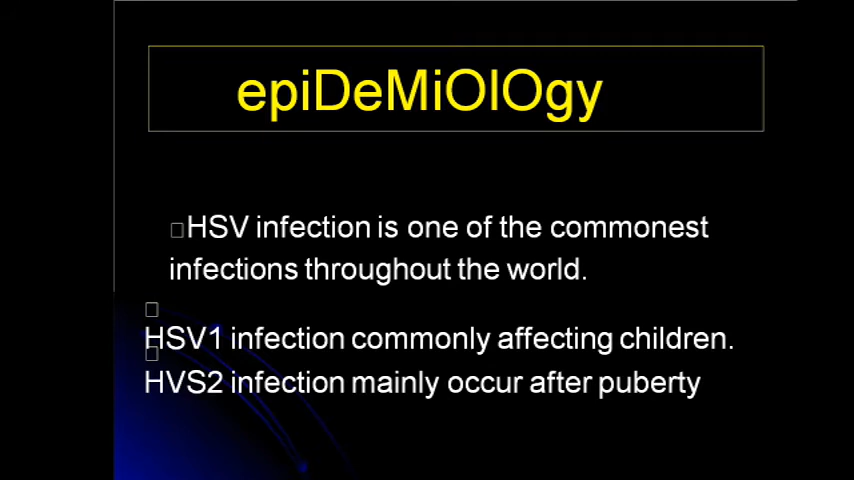 epiDeMiOlOgy
HSV infection is one of the commonest
infections throughout the world.
HSV1 infection commonly affecting children.
HVS2 infection mainly occur after puberty